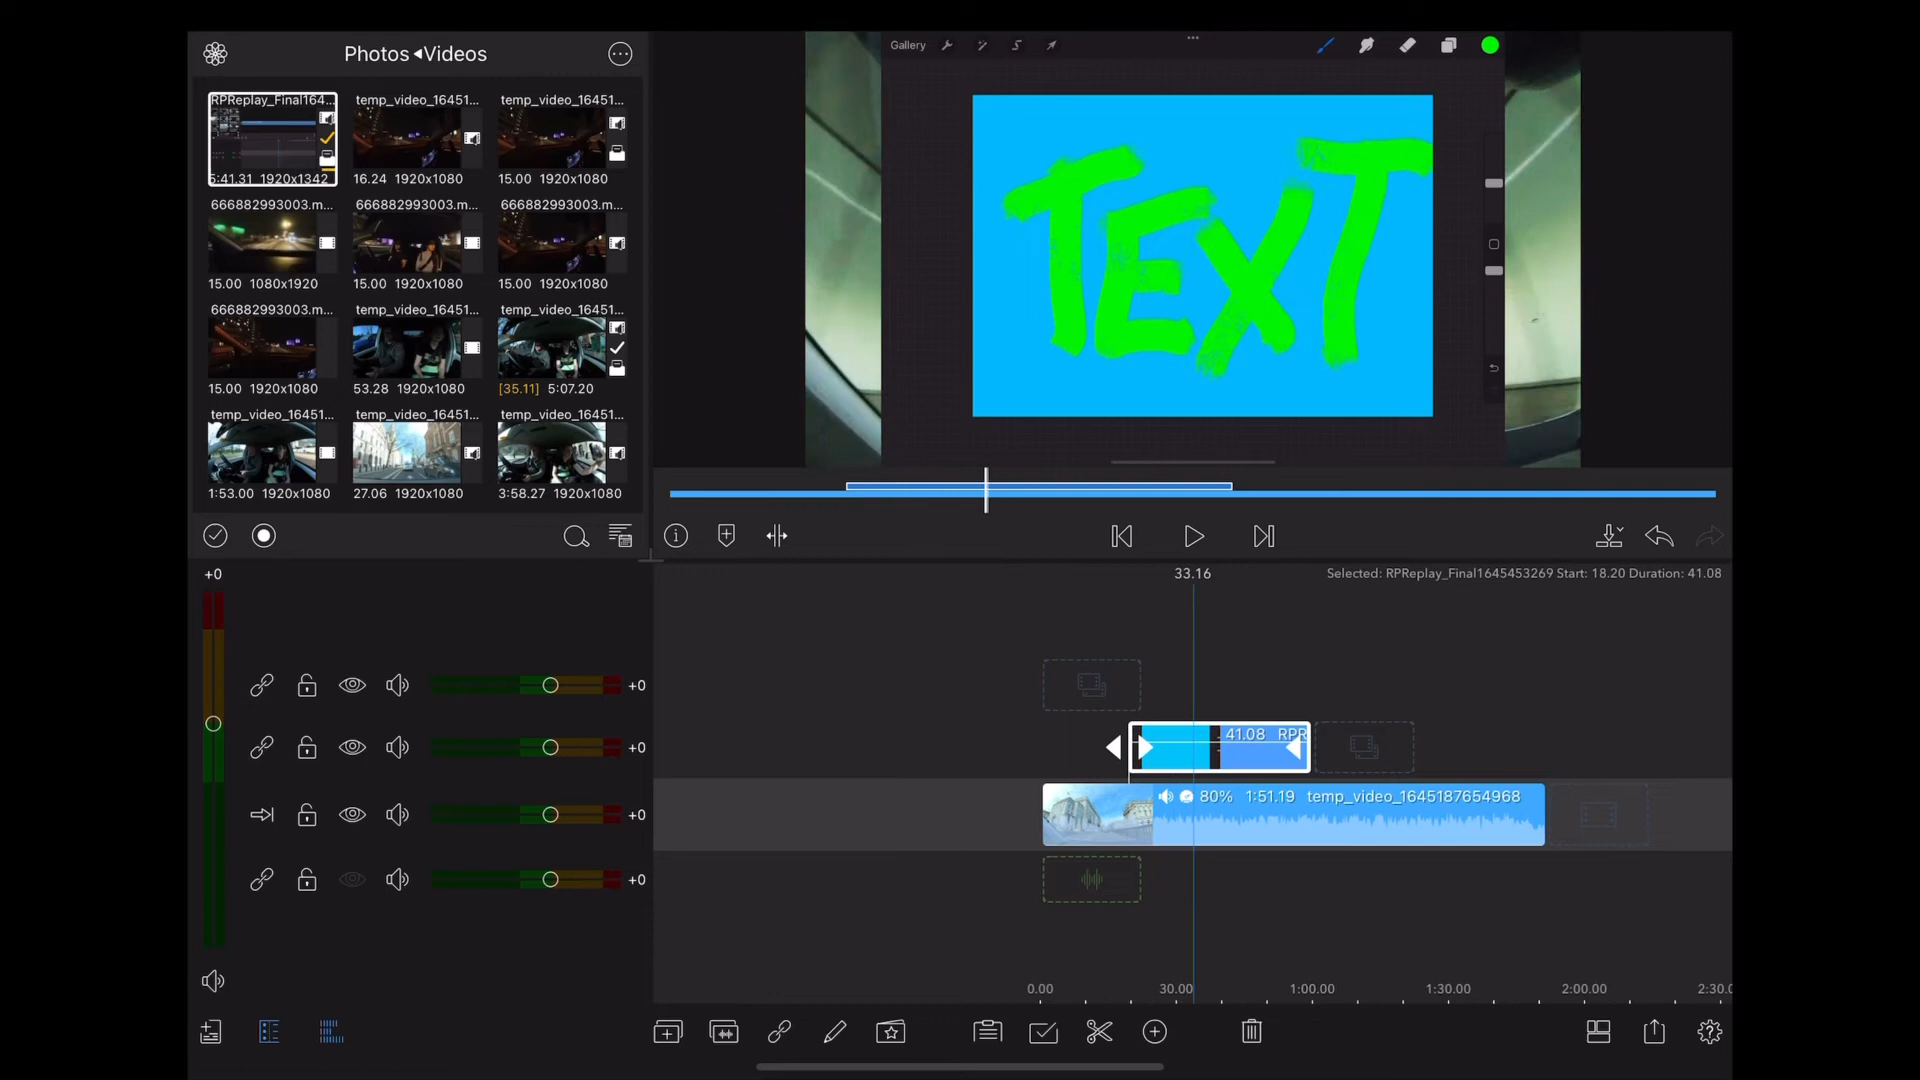 Photos Videos
RPReplay_Final164...
temp_video_16451...
temp_video_16451...
5:41.31 1920x1342
16.24 1920x1080
15.00 1920x1080
666882993003.m...
666882993003.m...
666882993003.m...
15.00 1080x1920
15.00 1920x1080
15.00 1920x1080
666882993003.m...
temp_video_16451...
temp_video_16451...
15.00 1920x1080
53.28 1920x1080
[35.11] 5:07.20
temp_video_16451...
temp_video_16451...
temp_video_16451...
1:53.00 1920x1080
27.06 1920x1080
3:58.27 1920x1080
Gallery
TEXT
+0
33.16
Selected: RPReplay_Final1645453269 Start: 18.20 Duration: 41.08
+0
+0
41.08 RPR
+0
80% 1:51.19 temp_video_1645187654968
+0
0.00 30.00 1:00.00 1:30.00 2:00.00 2:30.0